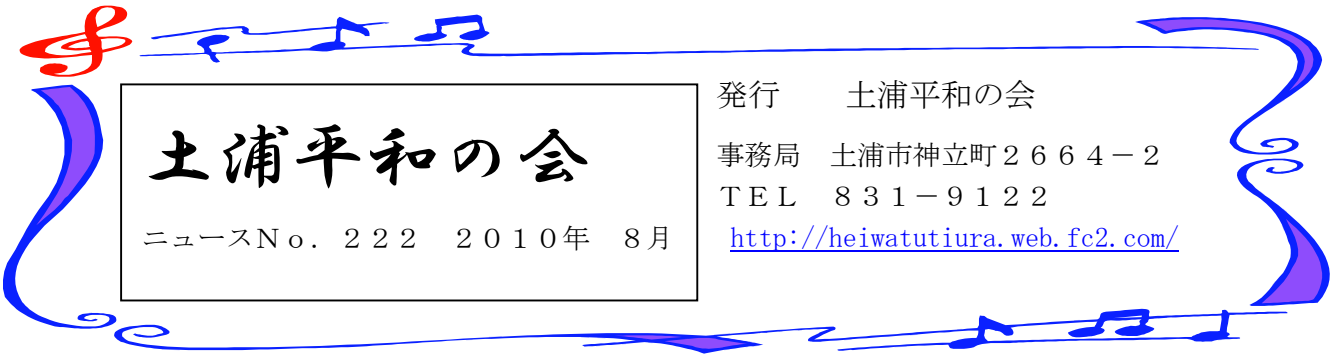 土浦平和の会
ニュースNo．222　2010年　8月
発行　　土浦平和の会
事務局　土浦市神立町2664－2
TEL　831－9122
http://heiwatutiura.web.fc2.com/